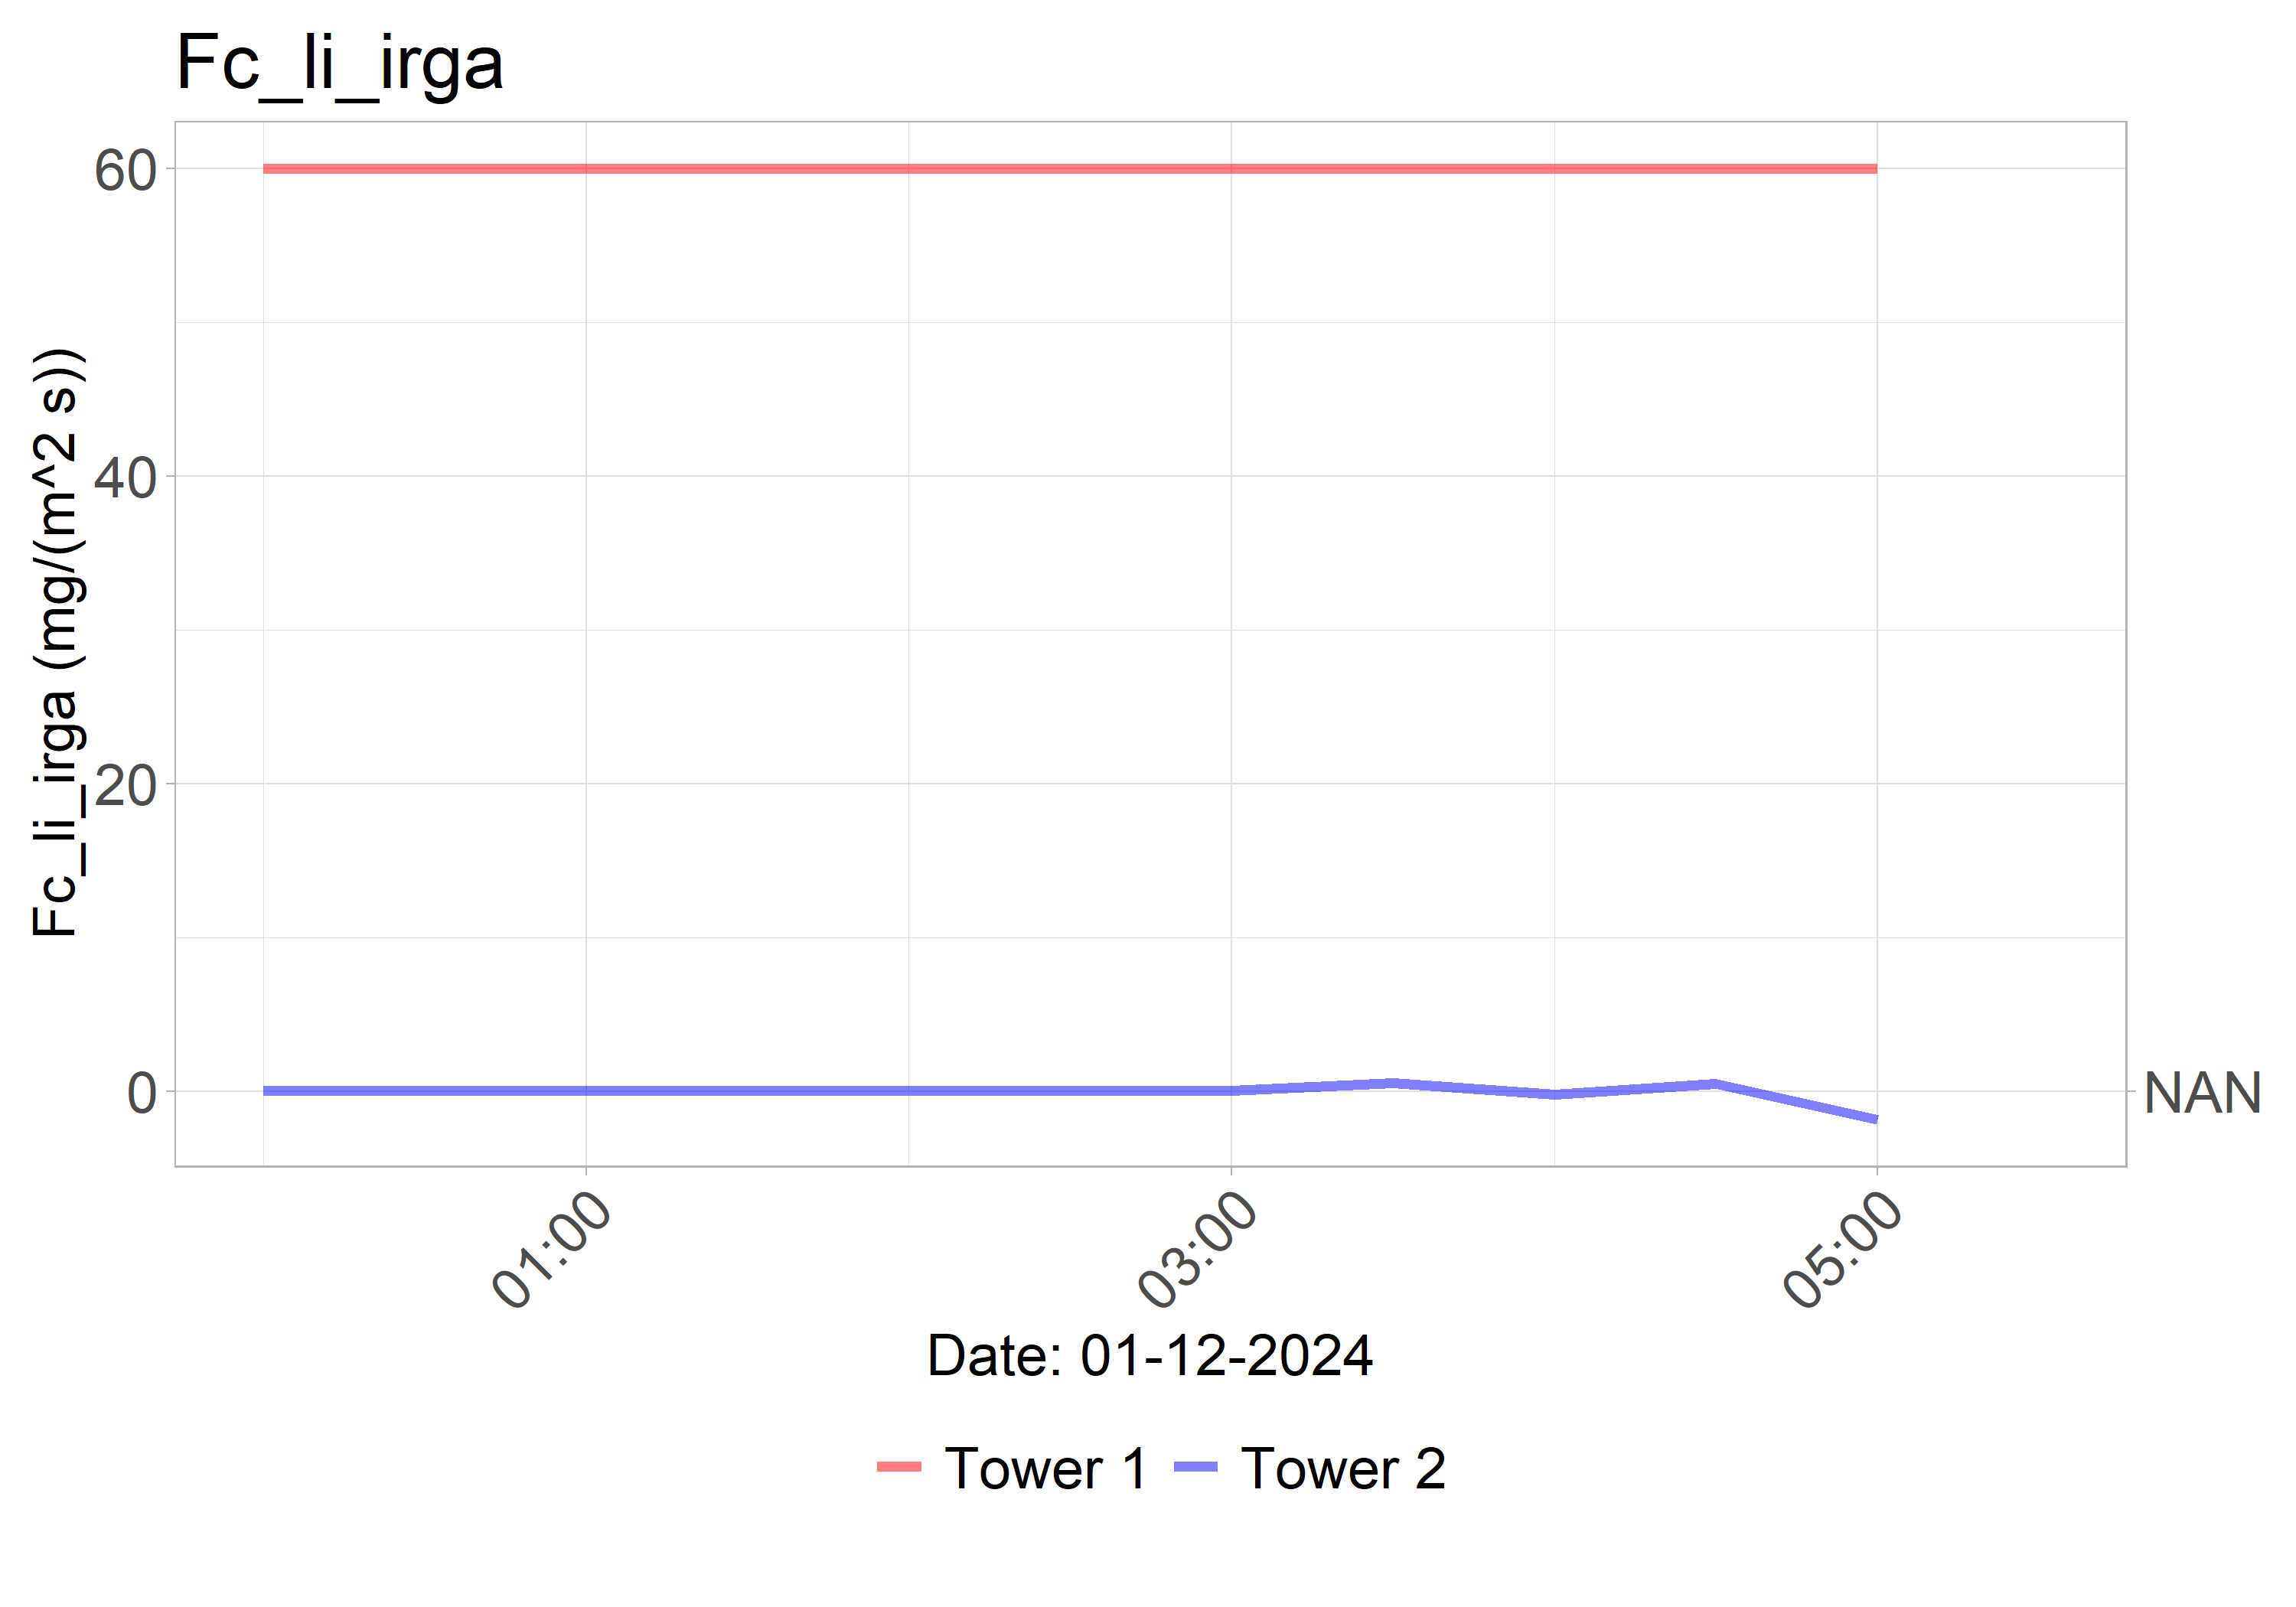 Fc_li_irga
Fc_li_irga (mg/(m^2 s))
60
40
20
0
NAN
01:00
03:00
05:00
Date: 01-12-2024
Tower 1
Tower 2